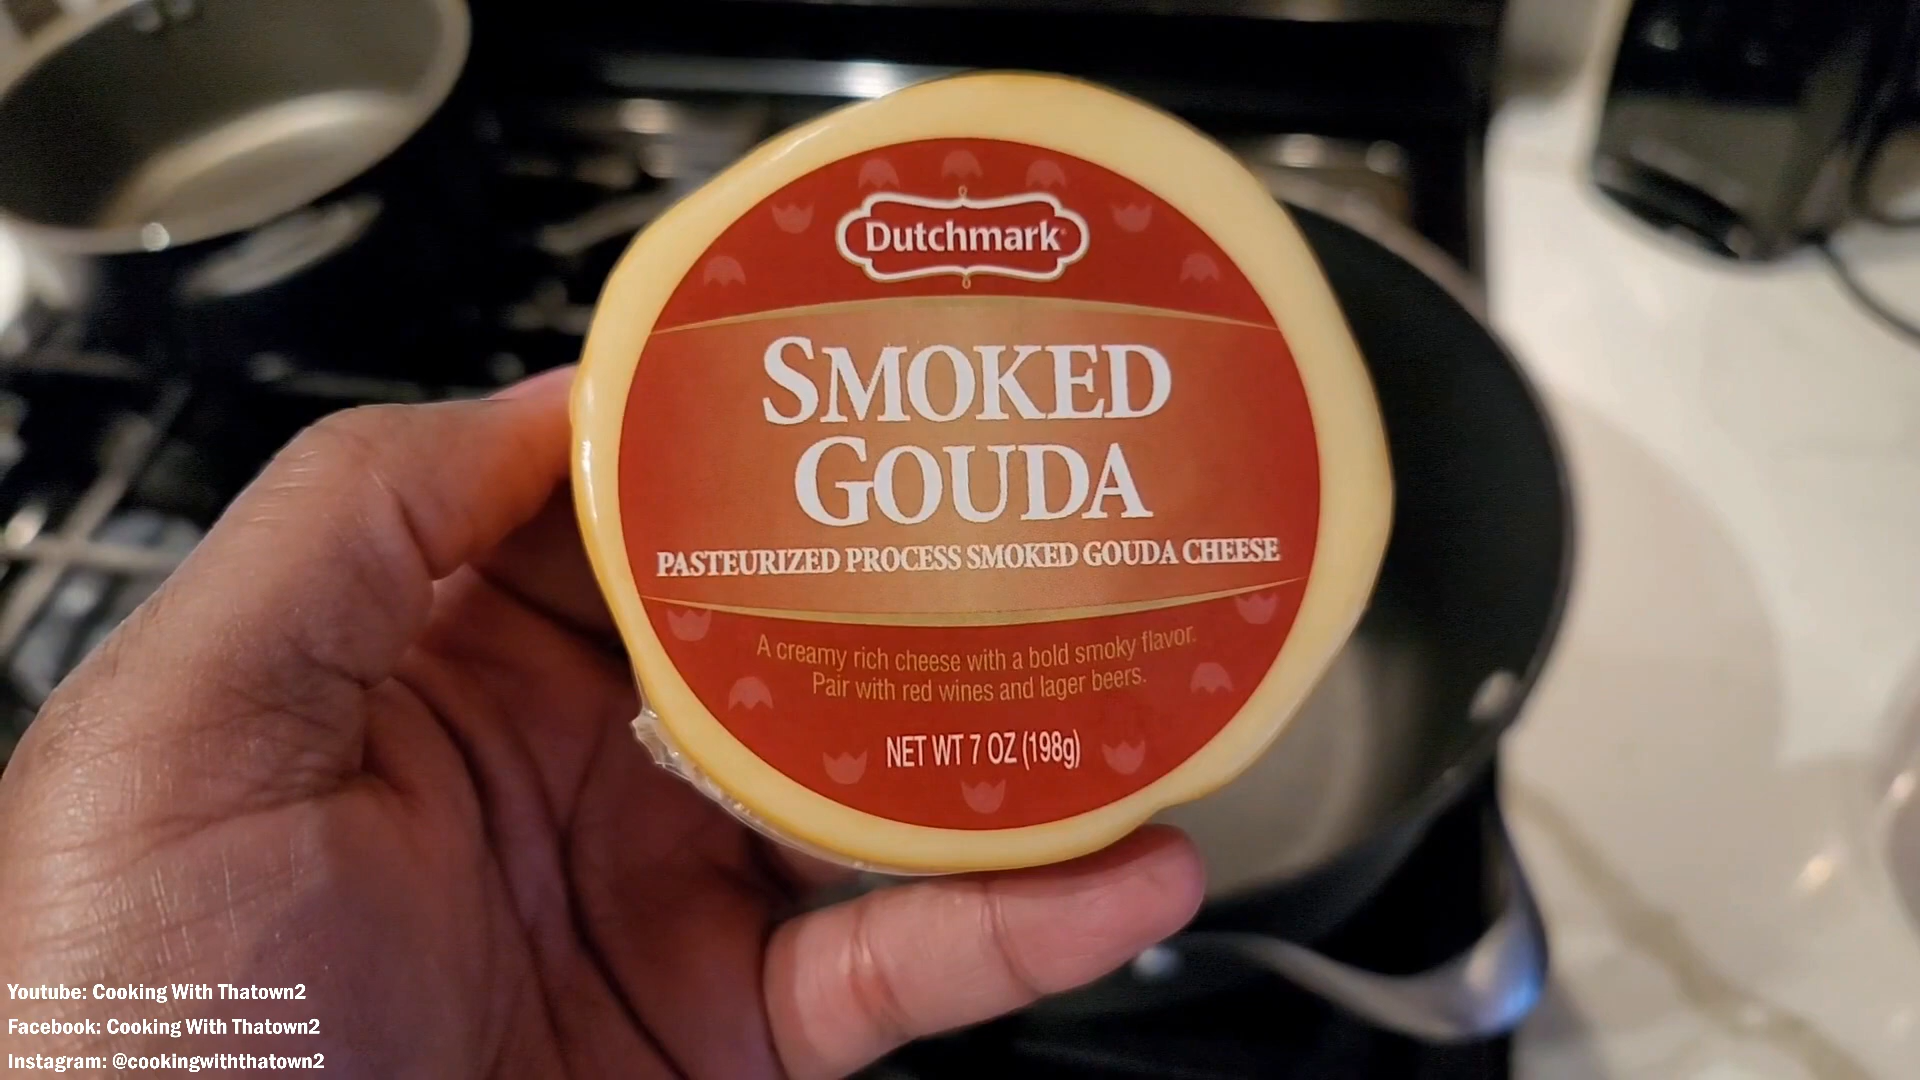 Dutchmark
SMOKED
GOUDA
PASTEURIZED PROCESS SMOKED GOUDA CHEESE
A creamy rich cheese with a bold smoky flavor.
Pair with red wines and lager beers.
NET WT 7 OZ (198g)
Youtube: Cooking With Thatown2
Facebook: Cooking With Thatown2
Instagram: @cookingwiththatown2